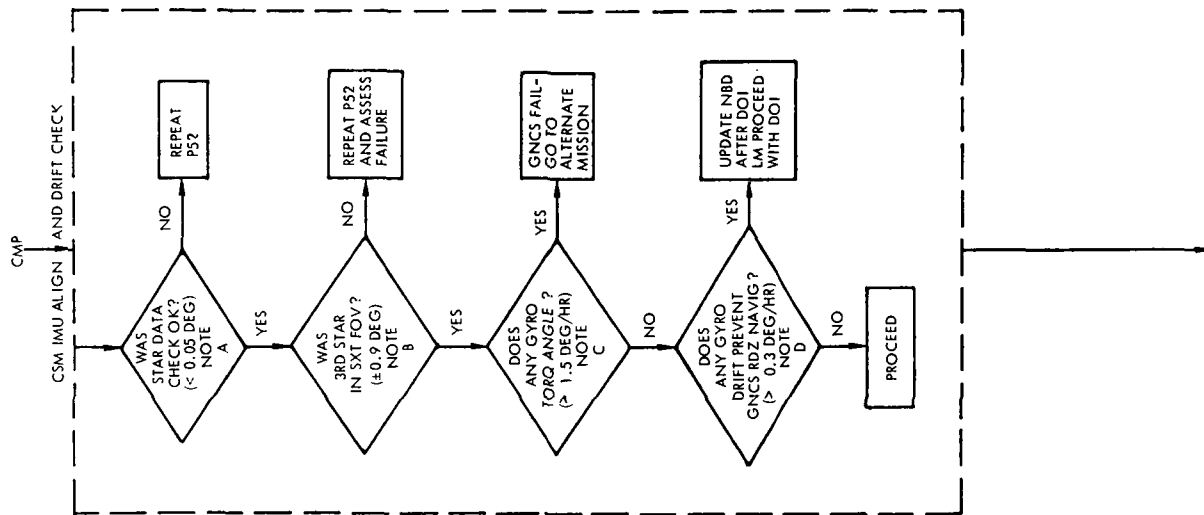 CMP
CSM IMU ALIGN AND DRIFT CHECK
WAS
STAR DATA
CHECK OK?
(< 0.05 DEG)
NOTE
A
NO
REPEAT
P52
YES
WAS
3RD STAR
IN SXT FOV?
(±0.9 DEG)
NOTE
B
NO
REPEAT P52
AND ASSESS
FAILURE
YES
DOES
ANY GYRO
TORQ ANGLE ?
(> 1.5 DEG/HR)
NOTE
C
YES
GNCS FAIL-
GO TO
ALTERNATE
MISSION
NO
DOES
ANY GYRO
DRIFT PREVENT
GNCS RDZ NAVIG?
(> 0.3 DEG/HR)
NOTE
D
YES
UPDATE NBD
AFTER DOI
LM PROCEED
WITH DOI
NO
PROCEED